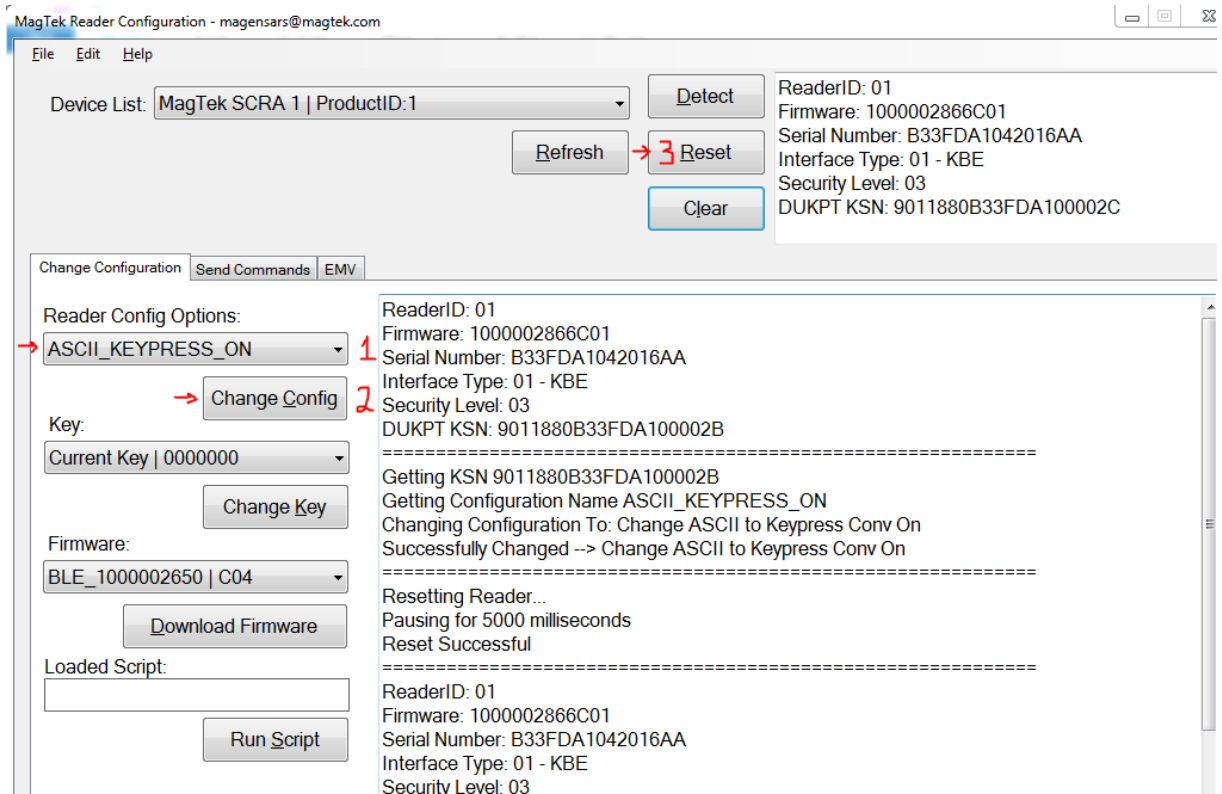 MagTek Reader Configuration - magensars@magtek.com
File Edit Help
Device List: MagTek SCRA 1 | ProductID:1
Detect
Refresh
3 Reset
Clear
ReaderID: 01
Firmware: 1000002866C01
Serial Number: B33FDA1042016AA
Interface Type: 01 - KBE
Security Level: 03
DUKPT KSN: 9011880B33FDA100002C
Change Configuration Send Commands EMV
Reader Config Options:
ASCII_KEYPRESS_ON 1
Change Config 2
Key:
Current Key | 0000000
Change Key
Firmware:
BLE_1000002650 | C04
Download Firmware
Loaded Script:
Run Script
ReaderID: 01
Firmware: 1000002866C01
Serial Number: B33FDA1042016AA
Interface Type: 01 - KBE
Security Level: 03
DUKPT KSN: 9011880B33FDA100002B
=============================================================
Getting KSN 9011880B33FDA100002B
Getting Configuration Name ASCII_KEYPRESS_ON
Changing Configuration To: Change ASCII to Keypress Conv On
Successfully Changed --> Change ASCII to Keypress Conv On
=============================================================
Resetting Reader...
Pausing for 5000 milliseconds
Reset Successful
=============================================================
ReaderID: 01
Firmware: 1000002866C01
Serial Number: B33FDA1042016AA
Interface Type: 01 - KBE
Security Level: 03